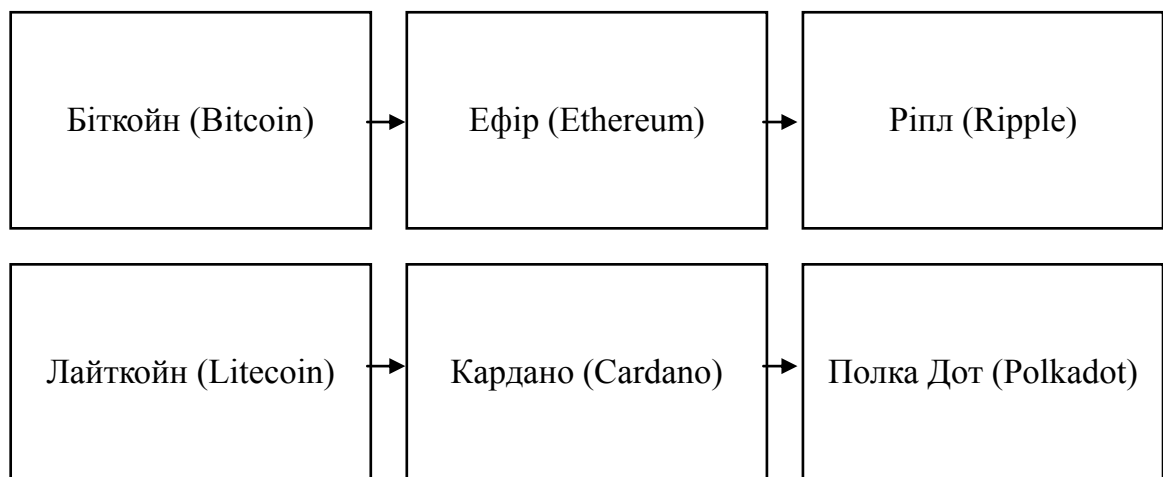 Біткойн (Bitcoin)
Ефір (Ethereum)
Ріпл (Ripple)
Лайткойн (Litecoin)
Кардано (Cardano)
Полка Дот (Polkadot)